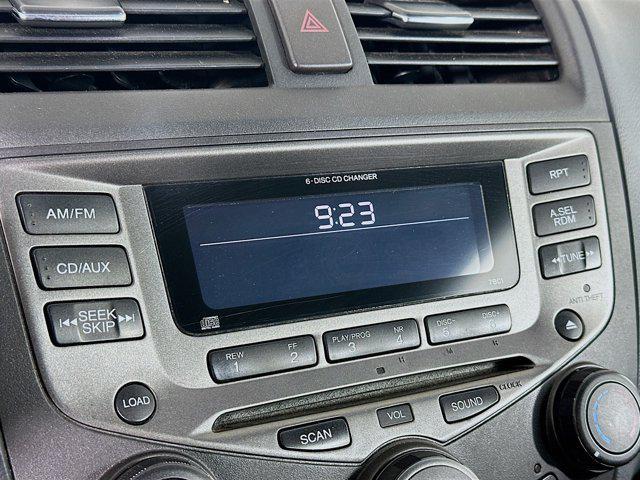 6-DISC CD CHANGER
RPT
AM/FM
9:23
A.SEL
RDM
CD/AUX
TUNE
7BC1
ANTI THEFT
SEEK
SKIP
REW
1
FF
2
PLAY/PROG
3
NR
4
DISC-
5
DISC+
6
H
M
R
LOAD
SCAN
VOL
SOUND
CLOCK